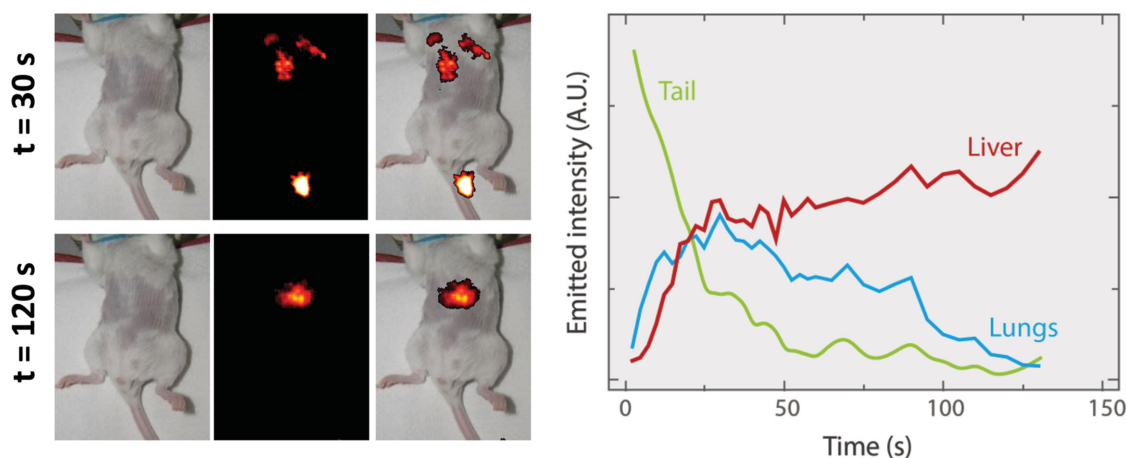 t = 30 s
t = 120 s
Emitted intensity (A.U.)
Tail
Liver
Lungs
0
50
100
150
Time (s)